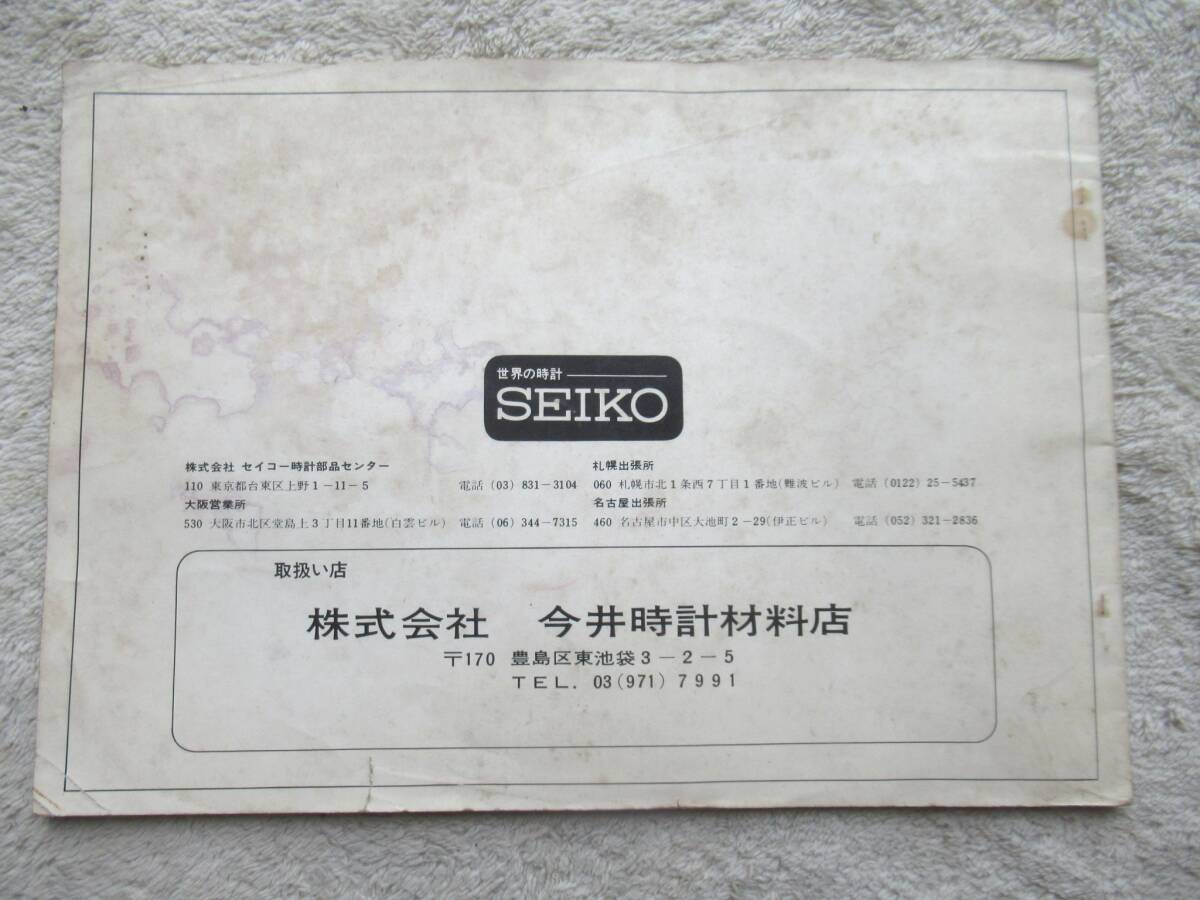 世界の時計
SEIKO
株式会社 セイコー時計部品センター
110 東京都台東区上野1-11-5 電話 (03) 831-3104
大阪営業所
530 大阪市北区堂島上3丁目11番地(白雲ビル) 電話 (06) 344-7315
札幌出張所
060 札幌市北1条西7丁目1番地(難波ビル) 電話 (0122) 25-5437
名古屋出張所
460 名古屋市中区大池町2-29(伊正ビル) 電話 (052) 321-2836
取扱い店
株式会社 今井時計材料店
〒170 豊島区東池袋3-2-5
TEL. 03(971)7991